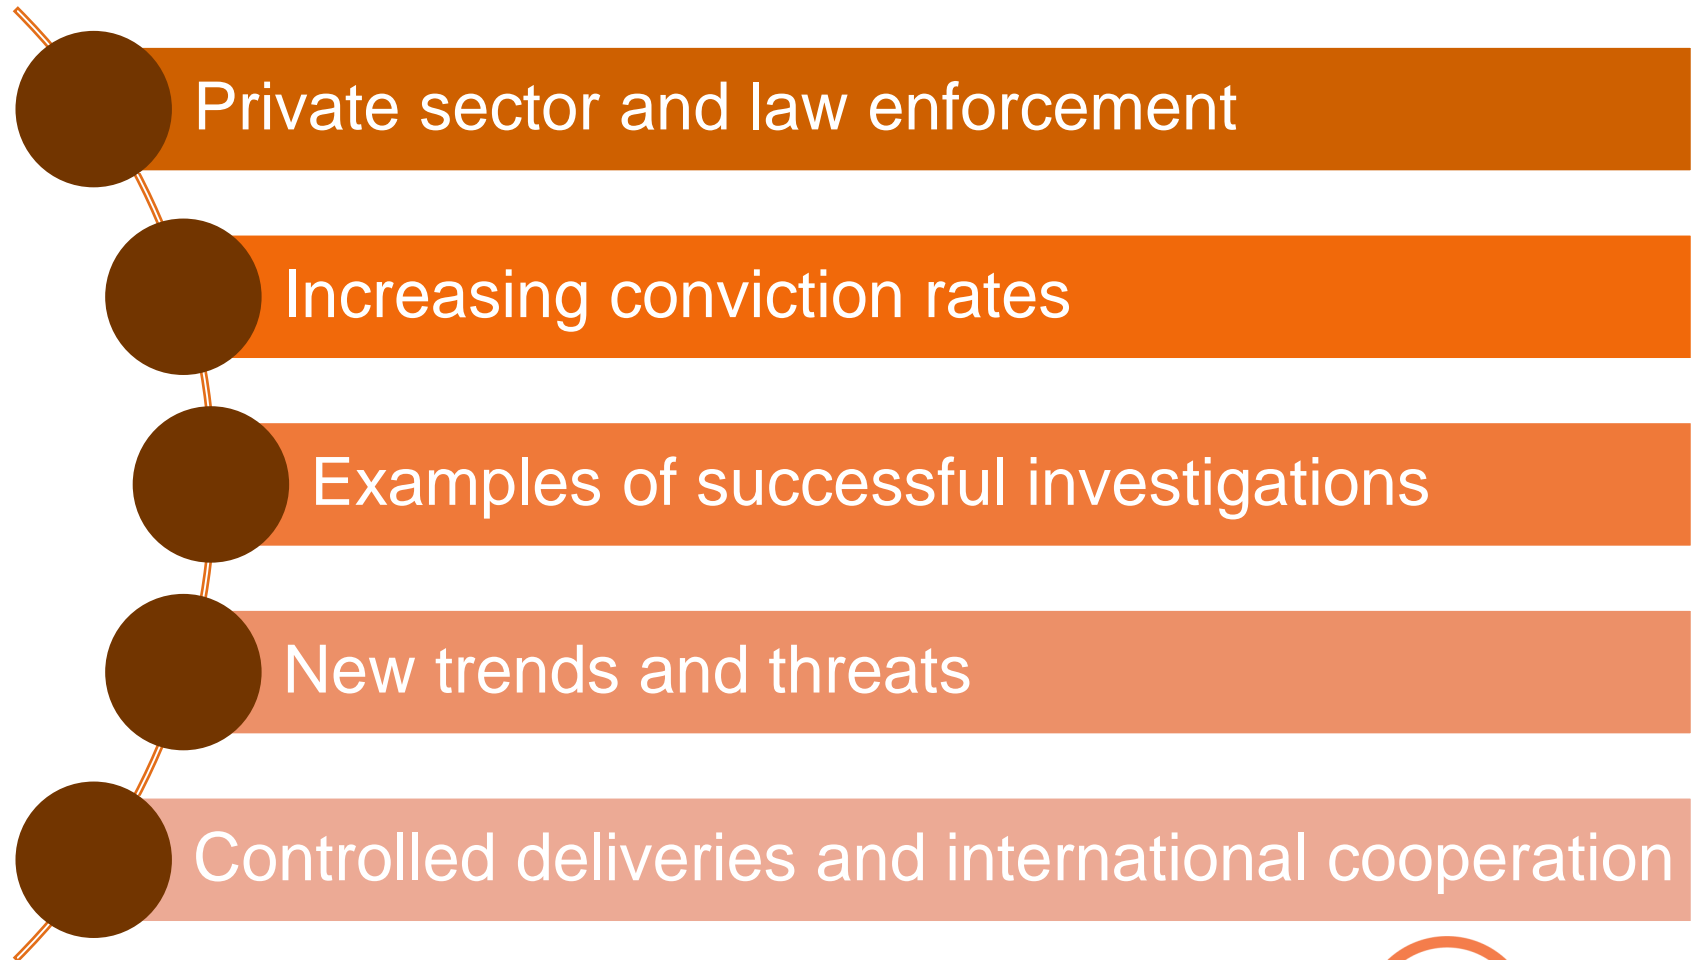 Private sector and law enforcement
Increasing conviction rates
Examples of successful investigations
New trends and threats
Controlled deliveries and international cooperation